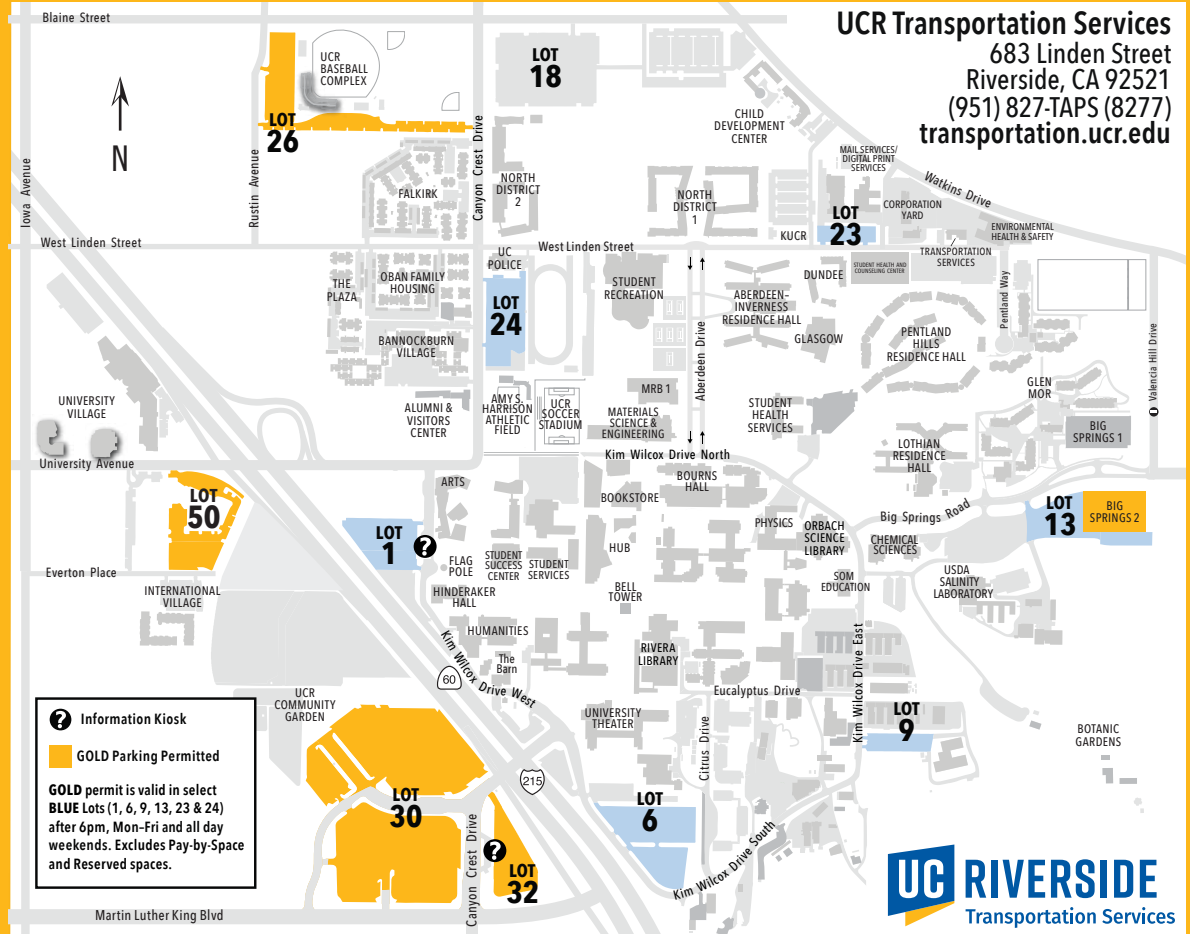 Blaine Street
UCR Transportation Services
683 Linden Street
Riverside, CA 92521
(951) 827-TAPS (8277)
transportation.ucr.edu
UCR
BASEBALL
COMPLEX
LOT
18
LOT
26
N
Iowa Avenue
Rustin Avenue
Canyon Crest Drive
CHILD
DEVELOPMENT
CENTER
MAIL SERVICES/
DIGITAL PRINT
SERVICES
Watkins Drive
FALKIRK
NORTH
DISTRICT
2
NORTH
DISTRICT
1
LOT
23
CORPORATION
YARD
ENVIRONMENTAL
HEALTH & SAFETY
KUCR
West Linden Street
West Linden Street
TRANSPORTATION
SERVICES
UC
POLICE
THE
PLAZA
OBAN FAMILY
HOUSING
LOT
24
STUDENT
RECREATION
ABERDEEN–
INVERNESS
RESIDENCE HALL
DUNDEE
STUDENT HEALTH AND
COUNSELING CENTER
Pentland Way
BANNOCKBURN
VILLAGE
GLASGOW
PENTLAND
HILLS
RESIDENCE HALL
Aberdeen Drive
Valencia Hill Drive
UNIVERSITY
VILLAGE
ALUMNI &
VISITORS
CENTER
AMY S.
HARRISON
ATHLETIC
FIELD
UCR
SOCCER
STADIUM
MRB 1
MATERIALS
SCIENCE &
ENGINEERING
STUDENT
HEALTH
SERVICES
GLEN
MOR
BIG
SPRINGS 1
LOTHIAN
RESIDENCE
HALL
University Avenue
Kim Wilcox Drive North
LOT
50
ARTS
BOURNS
HALL
BOOKSTORE
LOT
1
?
PHYSICS
ORBACH
SCIENCE
LIBRARY
Big Springs Road
LOT
13
BIG
SPRINGS 2
CHEMICAL
SCIENCES
Everton Place
FLAG
POLE
STUDENT
SUCCESS
CENTER
STUDENT
SERVICES
HUB
INTERNATIONAL
VILLAGE
HINDERAKER
HALL
BELL
TOWER
SOM
EDUCATION
USDA
SALINITY
LABORATORY
HUMANITIES
The
Barn
RIVERA
LIBRARY
Kim Wilcox Drive West
Kim Wilcox Drive East
60
Eucalyptus Drive
UCR
COMMUNITY
GARDEN
UNIVERSITY
THEATER
Citrus Drive
LOT
9
BOTANIC
GARDENS
? Information Kiosk
GOLD Parking Permitted
GOLD permit is valid in select
BLUE Lots (1, 6, 9, 13, 23 & 24)
after 6pm, Mon–Fri and all day
weekends. Excludes Pay-by-Space
and Reserved spaces.
215
LOT
30
LOT
6
Canyon Crest Drive
?
LOT
32
Kim Wilcox Drive South
Martin Luther King Blvd
UC RIVERSIDE
Transportation Services